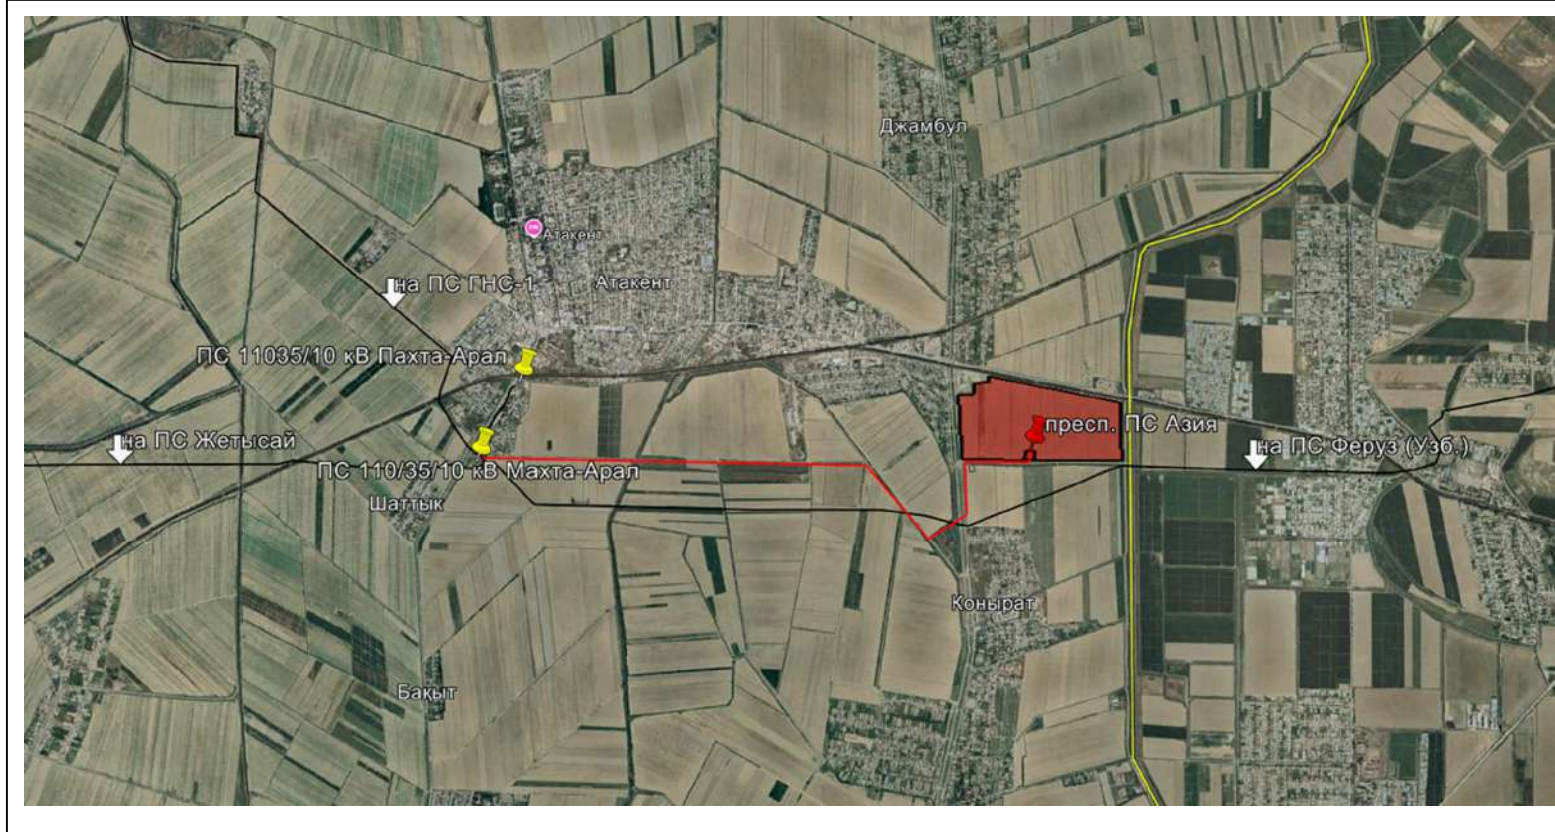 Джамбул
Атакент
Атакент
на ПС ГНС-1
ПС 11035/10 кВ Пахта-Арал
пресп. ПС Азия
на ПС Жетысай
на ПС Феруз (Узб.)
ПС 110/35/10 кВ Махта-Арал
Шаттык
Конырат
Бақыт